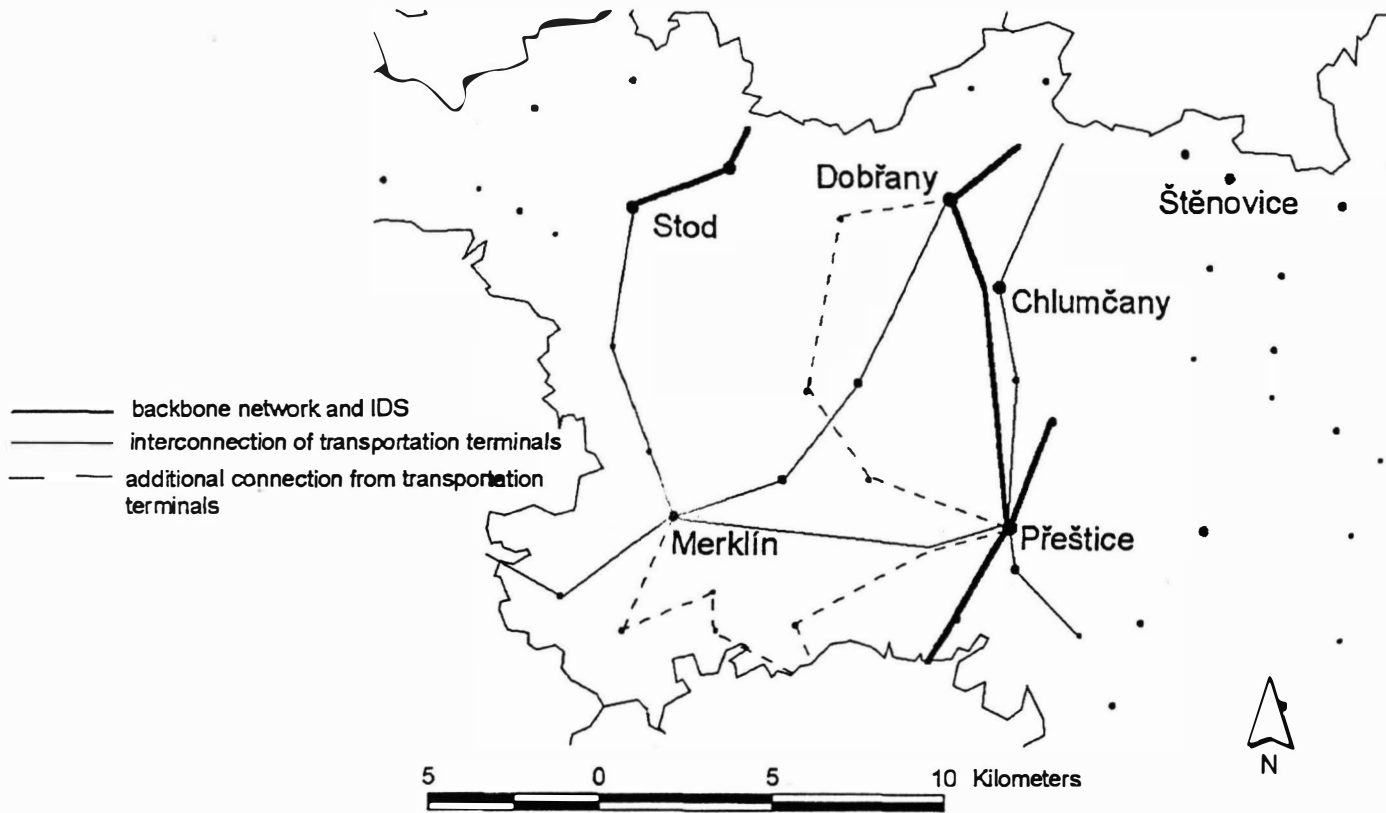 Dobřany
Štěnovice
Stod
Chlumčany
backbone network and IDS
interconnection of transportation terminals
additional connection from transportation
terminals
Merklín
Přeštice
5 0 5 10 Kilometers
N